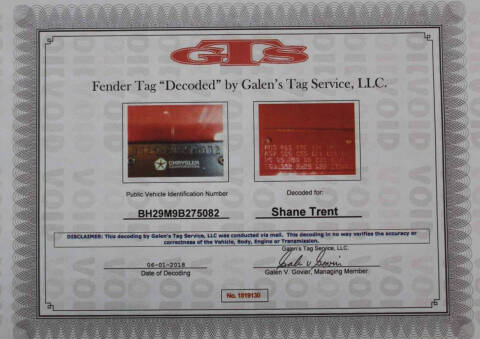 GTS
Fender Tag “Decoded” by Galen’s Tag Service, LLC.
CHRYSLER
Public Vehicle Identification Number
Decoded for:
BH29M9B275082
Shane Trent
DISCLAIMER: This decoding by Galen's Tag Service, LLC was conducted via mail. This decoding in no way verifies the accuracy or
correctness of the Vehicle, Body, Engine or Transmission.
Galen's Tag Service, LLC.
06-01-2018
Date of Decoding
Galen V. Govier, Managing Member
No. 1819130
VOID